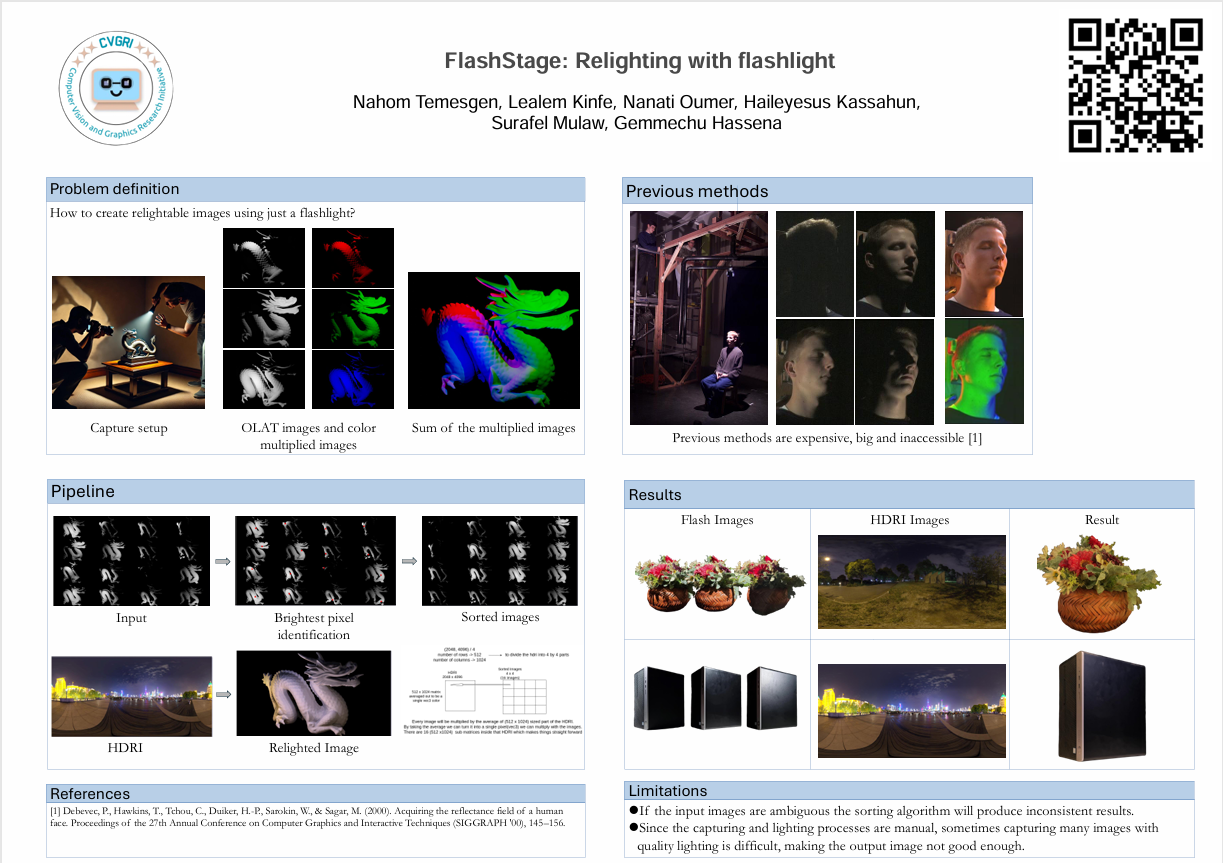 CVGRI
Computer Vision and Graphics Research Initiative
FlashStage: Relighting with flashlight
Nahom Temesgen, Lealem Kinfe, Nanati Oumer, Haileyesus Kassahun,
Surafel Mulaw, Gemmechu Hassena
Problem definition
How to create relightable images using just a flashlight?
Capture setup
OLAT images and color
multiplied images
Sum of the multiplied images
Previous methods
Previous methods are expensive, big and inaccessible [1]
Pipeline
Input
Brightest pixel
identification
Sorted images
HDRI
Relighted Image
(2048, 4096) / 4
number of rows -> 512
to divide the hdri into 4 by 4 parts
number of columns -> 1024
HDRI
2048 x 4096
Sorted images
4 x 4
(16 images)
512 x 1024 matrix
averaged out to be a
single vec3 color
Every image will be multiplied by the average of (512 x 1024) sized part of the HDRI.
By taking the average we can turn it into a single pixel(vec3) we can multiply with the images.
There are 16 (512 x1024) sub matrices inside that HDRI which makes things straight forward
Results
Flash Images
HDRI Images
Result
References
[1] Debevec, P., Hawkins, T., Tchou, C., Duiker, H.-P., Sarokin, W., & Sagar, M. (2000). Acquiring the reflectance field of a human
face. Proceedings of the 27th Annual Conference on Computer Graphics and Interactive Techniques (SIGGRAPH '00), 145–156.
Limitations
●If the input images are ambiguous the sorting algorithm will produce inconsistent results.
●Since the capturing and lighting processes are manual, sometimes capturing many images with
quality lighting is difficult, making the output image not good enough.